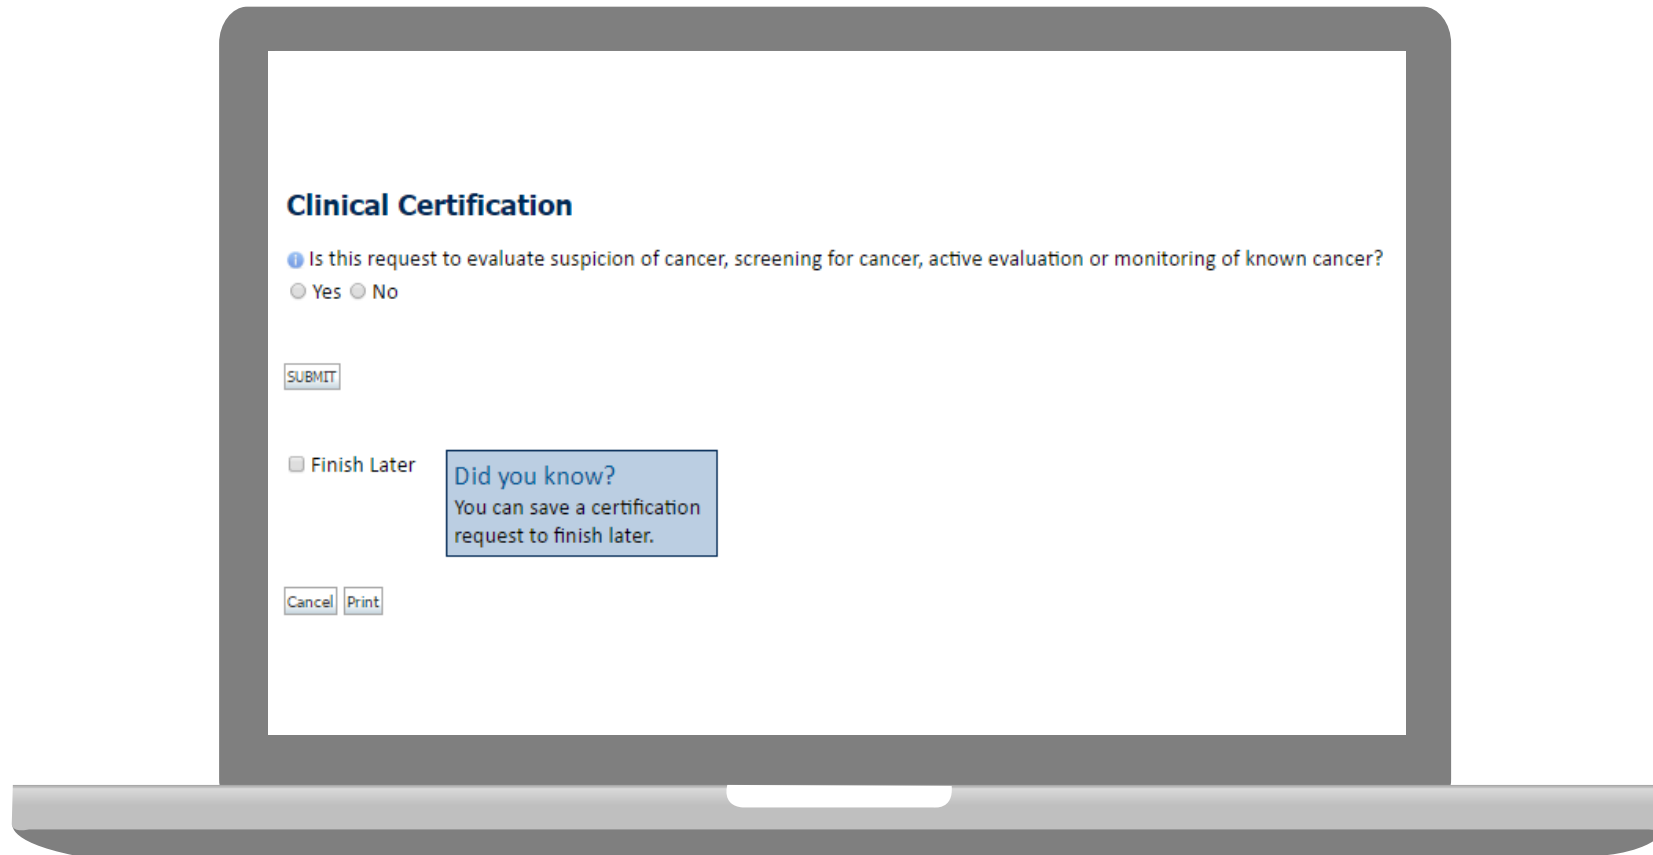 Clinical Certification
Is this request to evaluate suspicion of cancer, screening for cancer, active evaluation or monitoring of known cancer?
Yes No
SUBMIT
Finish Later
Did you know?
You can save a certification
request to finish later.
Cancel Print